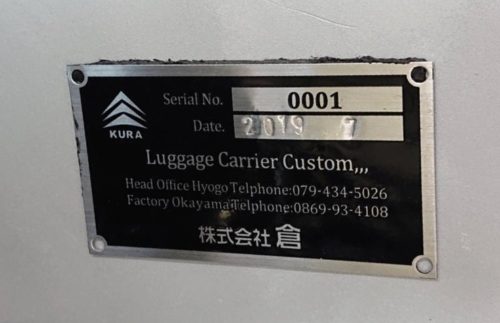 KURA
Serial No. 0001
Date. 2019 7
Luggage Carrier Custom,,,
Head Office Hyogo Telphone:079-434-5026
Factory Okayama Telphone:0869-93-4108
株式会社 倉